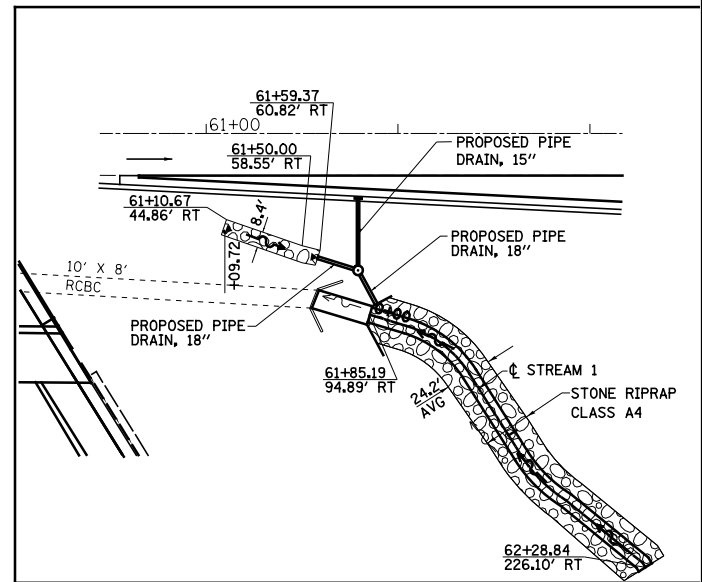 61+59.37
60.82' RT
61+00
61+50.00
58.55' RT
PROPOSED PIPE
DRAIN, 15"
61+10.67
44.86' RT
8.4'
+09.72
PROPOSED PIPE
DRAIN, 18"
10' X 8'
RCBC
PROPOSED PIPE
DRAIN, 18"
0+00
61+85.19
94.89' RT
24.2'
AVG
℄ STREAM 1
STONE RIPRAP
CLASS A4
62+28.84
226.10' RT